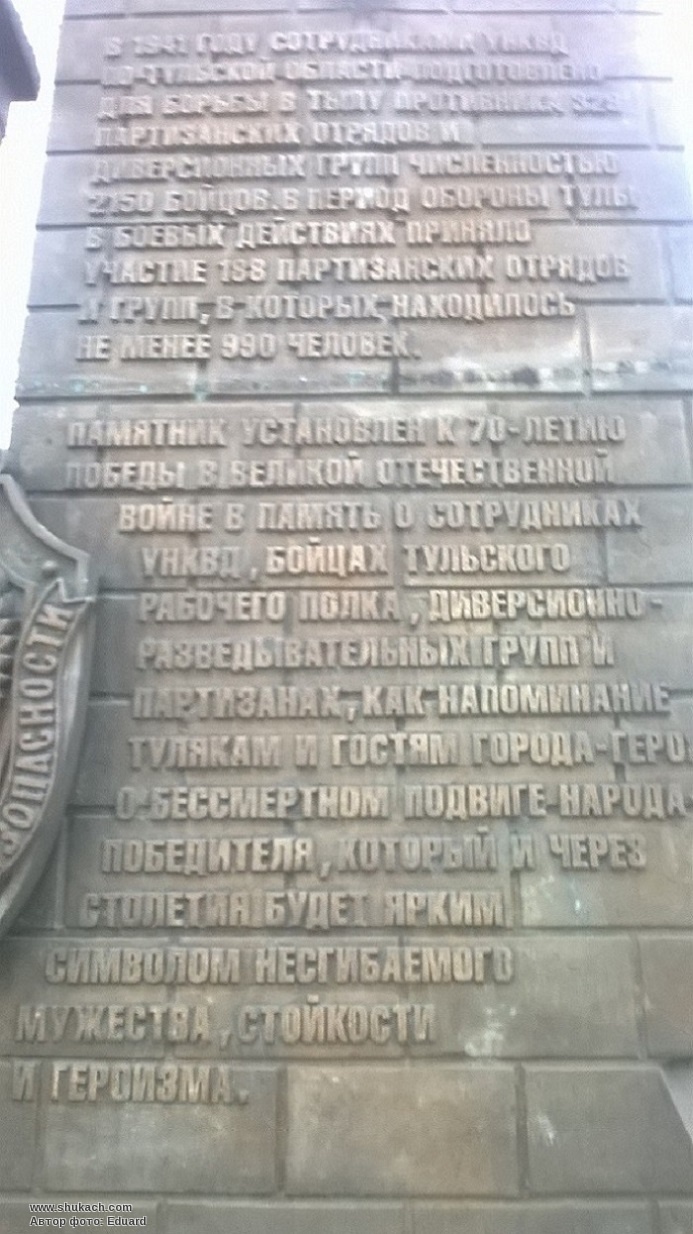 В 1941 ГОДУ СОТРУДНИКАМИ УНКВД
ПО ТУЛЬСКОЙ ОБЛАСТИ ПОДГОТОВЛЕНО
ДЛЯ БОРЬБЫ В ТЫЛУ ПРОТИВНИКА
ПАРТИЗАНСКИХ ОТРЯДОВ И
ДИВЕРСИОННЫХ ГРУПП ЧИСЛЕННОСТЬЮ
2150 БОЙЦОВ. В ПЕРИОД ОБОРОНЫ ТУЛЫ
В БОЕВЫХ ДЕЙСТВИЯХ ПРИНЯЛО
УЧАСТИЕ 188 ПАРТИЗАНСКИХ ОТРЯДОВ
И ГРУПП, В КОТОРЫХ НАХОДИЛОСЬ
НЕ МЕНЕЕ 990 ЧЕЛОВЕК.
ПАМЯТНИК УСТАНОВЛЕН К 70-ЛЕТИЮ
ПОБЕДЫ В ВЕЛИКОЙ ОТЕЧЕСТВЕННОЙ
ВОЙНЕ В ПАМЯТЬ О СОТРУДНИКАХ
УНКВД, БОЙЦАХ ТУЛЬСКОГО
РАБОЧЕГО ПОЛКА, ДИВЕРСИОННО-
РАЗВЕДЫВАТЕЛЬНЫХ ГРУПП И
ПАРТИЗАНАХ, КАК НАПОМИНАНИЕ
ТУЛЯКАМ И ГОСТЯМ ГОРОДА-ГЕРО
О БЕССМЕРТНОМ ПОДВИГЕ НАРОДА-
ПОБЕДИТЕЛЯ, КОТОРЫЙ И ЧЕРЕЗ
СТОЛЕТИЯ БУДЕТ ЯРКИМ
СИМВОЛОМ НЕСГИБАЕМОГО
МУЖЕСТВА, СТОЙКОСТИ
И ГЕРОИЗМА.
ЗОПАСНОСТИ
www.shukach.com
Автор фото: Eduard